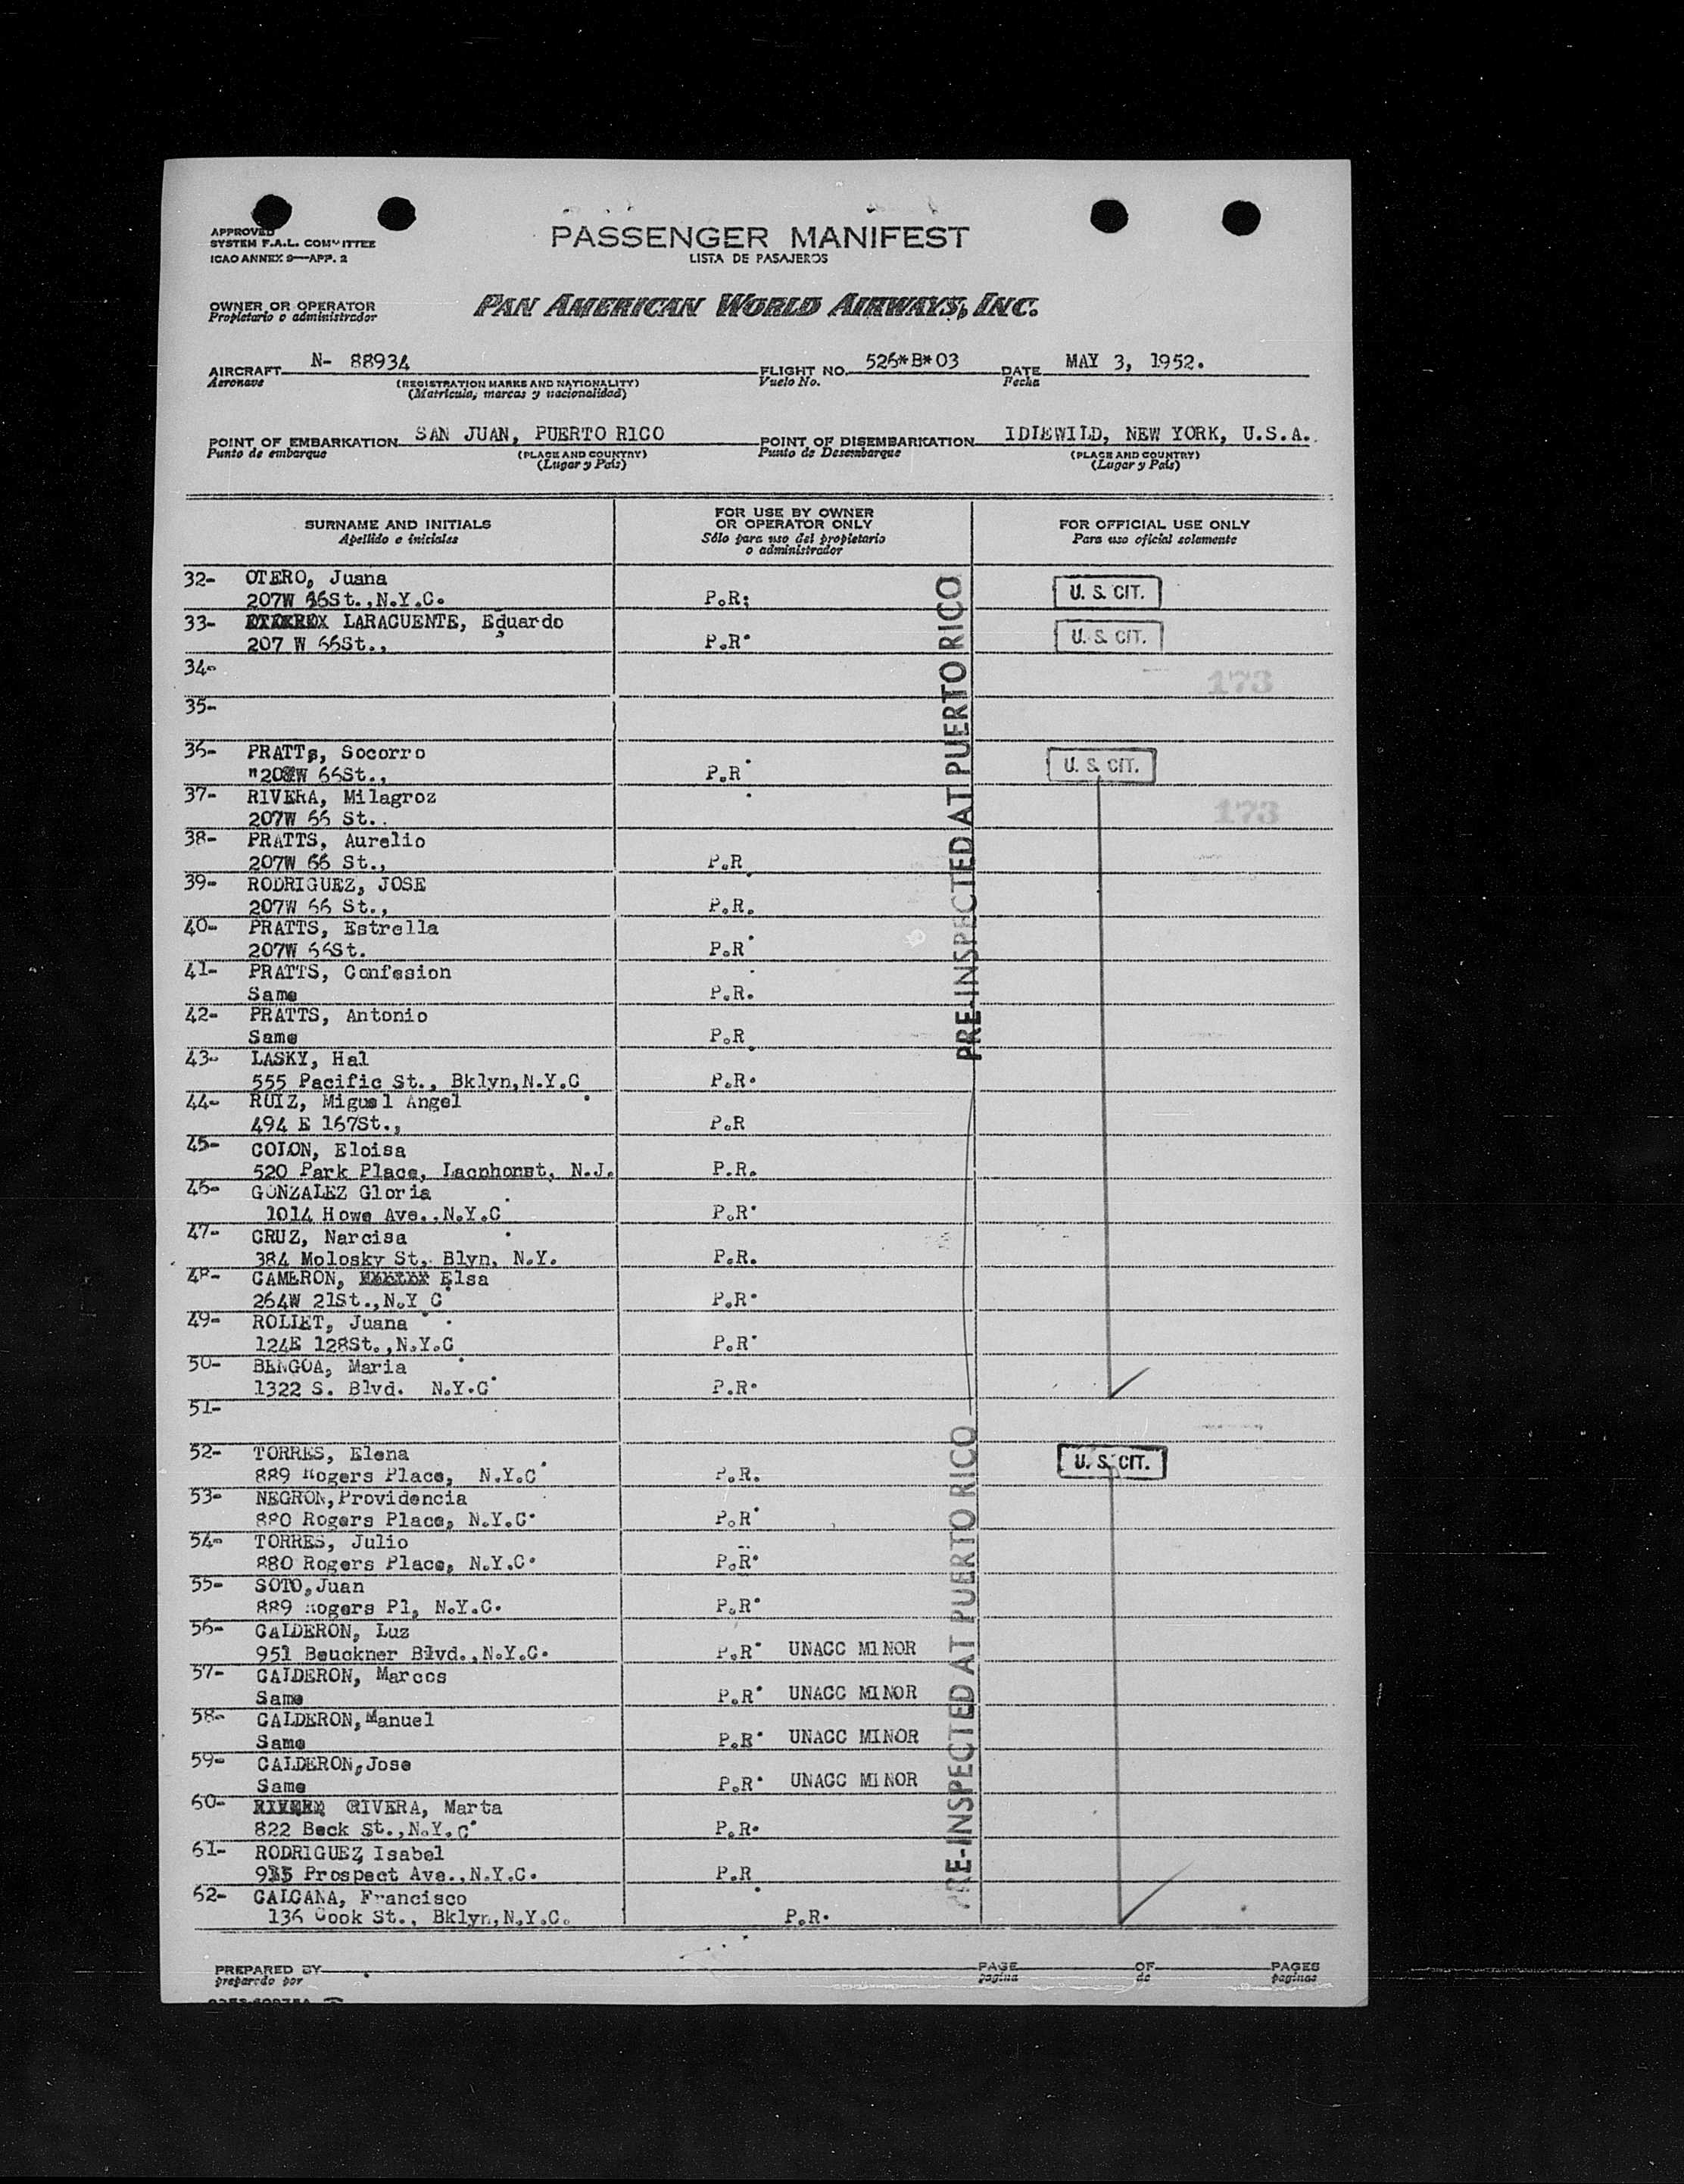 APPROVED
SYSTEM F.A.L. COMMITTEE
ICAO ANNEX 9—APP. 2
PASSENGER MANIFEST
LISTA DE PASAJEROS
OWNER OR OPERATOR
Propietario o administrador
PAN AMERICAN WORLD AIRWAYS, INC.
AIRCRAFT N- 88934
Aeronave
(REGISTRATION MARKS AND NATIONALITY)
(Matricula, marcas y nacionalidad)
FLIGHT NO. 526*B*03
Vuelo No.
DATE MAY 3, 1952.
Fecha
POINT OF EMBARKATION SAN JUAN, PUERTO RICO
Punto de embarque
(PLACE AND COUNTRY)
(Lugar y País)
POINT OF DISEMBARKATION IDIEWILD, NEW YORK, U.S.A.
Punto de Desembarque
(PLACE AND COUNTRY)
(Lugar y País)
SURNAME AND INITIALS
Apellido e iniciales
FOR USE BY OWNER
OR OPERATOR ONLY
Sólo para uso del propietario
o administrador
FOR OFFICIAL USE ONLY
Para uso oficial solamente
32- OTERO, Juana
207W 66St.,N.Y.C. P.R; U. S. CIT.
33- LARACUENTE, Eduardo
207 W 66St., P.R. U. S. CIT.
34-
173
35-
36- PRATTs, Socorro
W 66St., P.R. U. S. CIT.
37- RIVERA, Milagroz
207W 66 St.. 173
38- PRATTS, Aurelio
207W 66 St., P.R
39- RODRIGUEZ, JOSE
207W 66 St., P.R.
40- PRATTS, Estrella
207W 66St. P.R.
41- PRATTS, Confesion
Same P.R.
42- PRATTS, Antonio
Same P.R.
43- LASKY, Hal
555 Pacific St., Bklyn,N.Y.C P.R.
44- RUIZ, Miguel Angel
494 E 167St., P.R
45- COLON, Eloisa
520 Park Place, Lacnhonst, N.J. P.R.
46- GONZALEZ Gloria
1014 Howe Ave.,N.Y.C P.R.
47- CRUZ, Narcisa
384 Molosky St,. Blyn, N.Y. P.R.
48- CAMERON, Elsa
264W 21St.,N.Y C. P.R.
49- ROLIET, Juana
124E 128St.,N.Y.C P.R.
50- BENGOA, Maria
1322 S. Blvd. N.Y.C. P.R.
51-
52- TORRES, Elena
889 Rogers Place, N.Y.C. P.R. U. S. CIT.
53- NEGRON,Providencia
880 Rogers Place, N.Y.C. P.R.
54- TORRES, Julio
880 Rogers Place, N.Y.C. P.R.
55- SOTO,Juan
889 Rogers Pl, N.Y.C. P.R.
56- CALDERON, Luz
951 Beuckner Blvd.,N.Y.C. P.R. UNACC MINOR
57- CALDERON, Marcos
Same P.R. UNACC MINOR
58- CALDERON,Manuel
Same P.R. UNACC MINOR
59- CALDERON,Jose
Same P.R. UNACC MINOR
60- RIVERA, Marta
822 Beck St.,N.Y.C. P.R.
61- RODRIGUEZ, Isabel
Prospect Ave.,N.Y.C. P.R
62- CALCANA, Francisco
136 Cook St., Bklyn,N.Y.C. P.R.
PRE-INSPECTED AT PUERTO RICO
PRE-INSPECTED AT PUERTO RICO
PREPARED BY
preparado por
PAGE OF PAGES
pagina de paginas